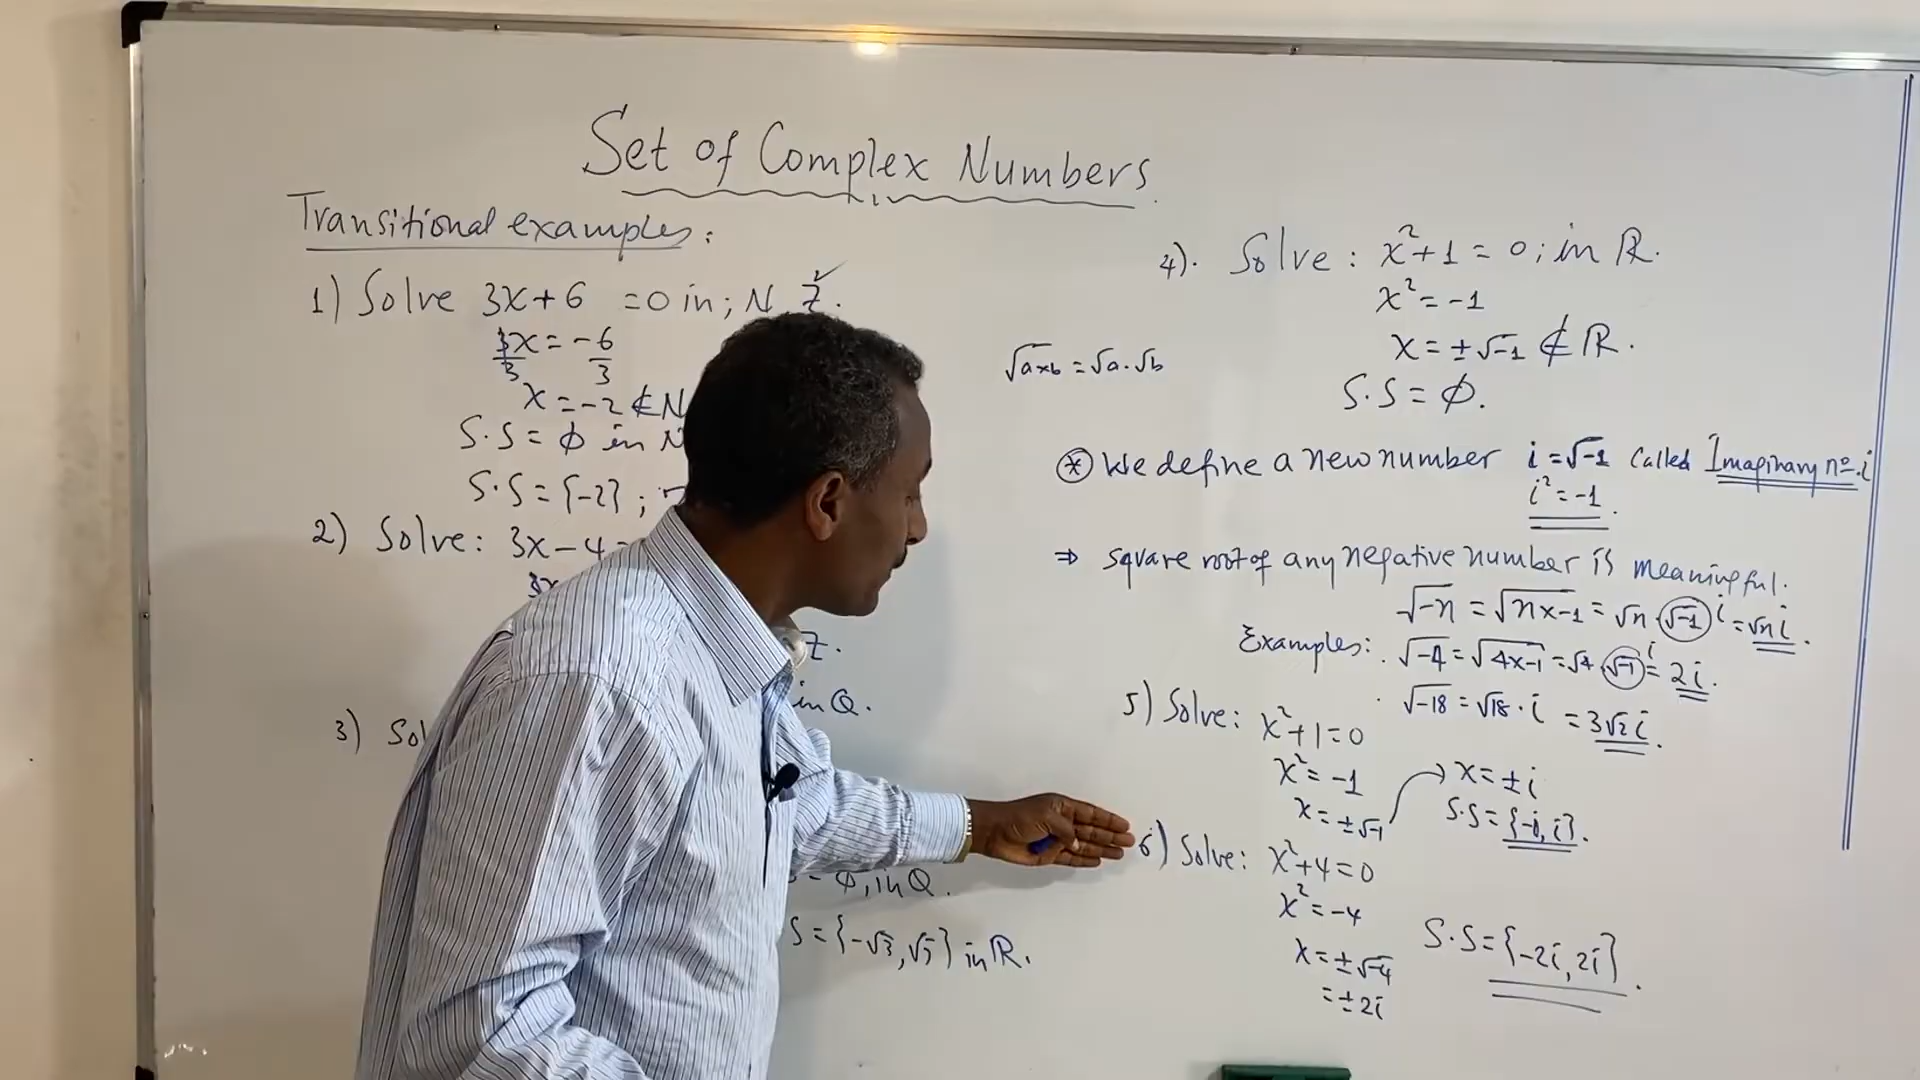 Set of Complex Numbers
Transitional examples:
1) Solve 3x+6 =0 in; N Z.
3x = -6
3 3
x = -2 ∉ N
S.S = ϕ in N
S.S = {-2} ;
2) Solve: 3x-4
3x
Z.
in Q.
3) Sol
ϕ, in Q.
S = {-√3, √3} in ℝ.
√a×b = √a.√b
4). Solve: x²+1 = 0; in ℝ.
x² = -1
x = ±√-1 ∉ ℝ.
S.S = ϕ.
* We define a new number i = √-1 Called Imaginary no. i
i² = -1.
⇒ square root of any negative number is meaningful.
√-n = √n×-1 = √n.√-1 i = √n i.
Examples: . √-4 = √4×-1 = √4.√-1 i = 2i.
. √-18 = √18. i = 3√2 i.
5) Solve: x²+1=0
x² = -1
x = ±√-1 → x = ±i
S.S = {-i, i}.
6) Solve: x²+4=0
x² = -4
x = ±√-4
= ±2i
S.S = {-2i, 2i}.